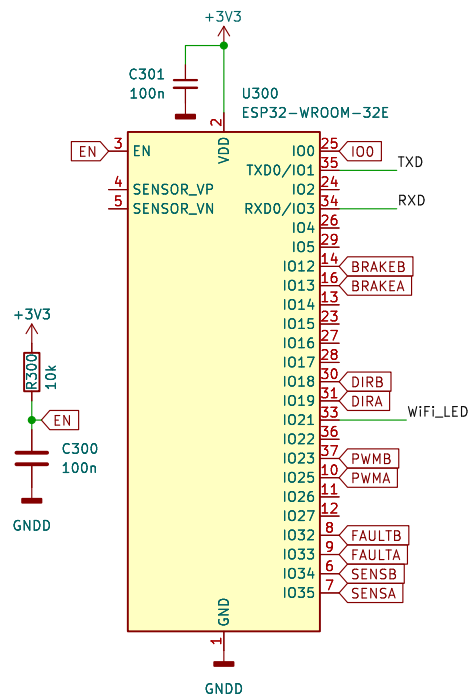 +3V3
C301
100n
U300
ESP32-WROOM-32E
2
VDD
EN 3 EN
IO0 25 IO0
TXD0/IO1 35 TXD
4 SENSOR_VP
IO2 24
5 SENSOR_VN
RXD0/IO3 34 RXD
IO4 26
IO5 29
IO12 14 BRAKEB
IO13 16 BRAKEA
IO14 13
IO15 23
IO16 27
IO17 28
IO18 30 DIRB
IO19 31 DIRA
IO21 33 WiFi_LED
IO22 36
IO23 37 PWMB
IO25 10 PWMA
IO26 11
IO27 12
IO32 8 FAULTB
IO33 9 FAULTA
IO34 6 SENSB
IO35 7 SENSA
GND
1
GNDD
+3V3
R300
10k
EN
C300
100n
GNDD